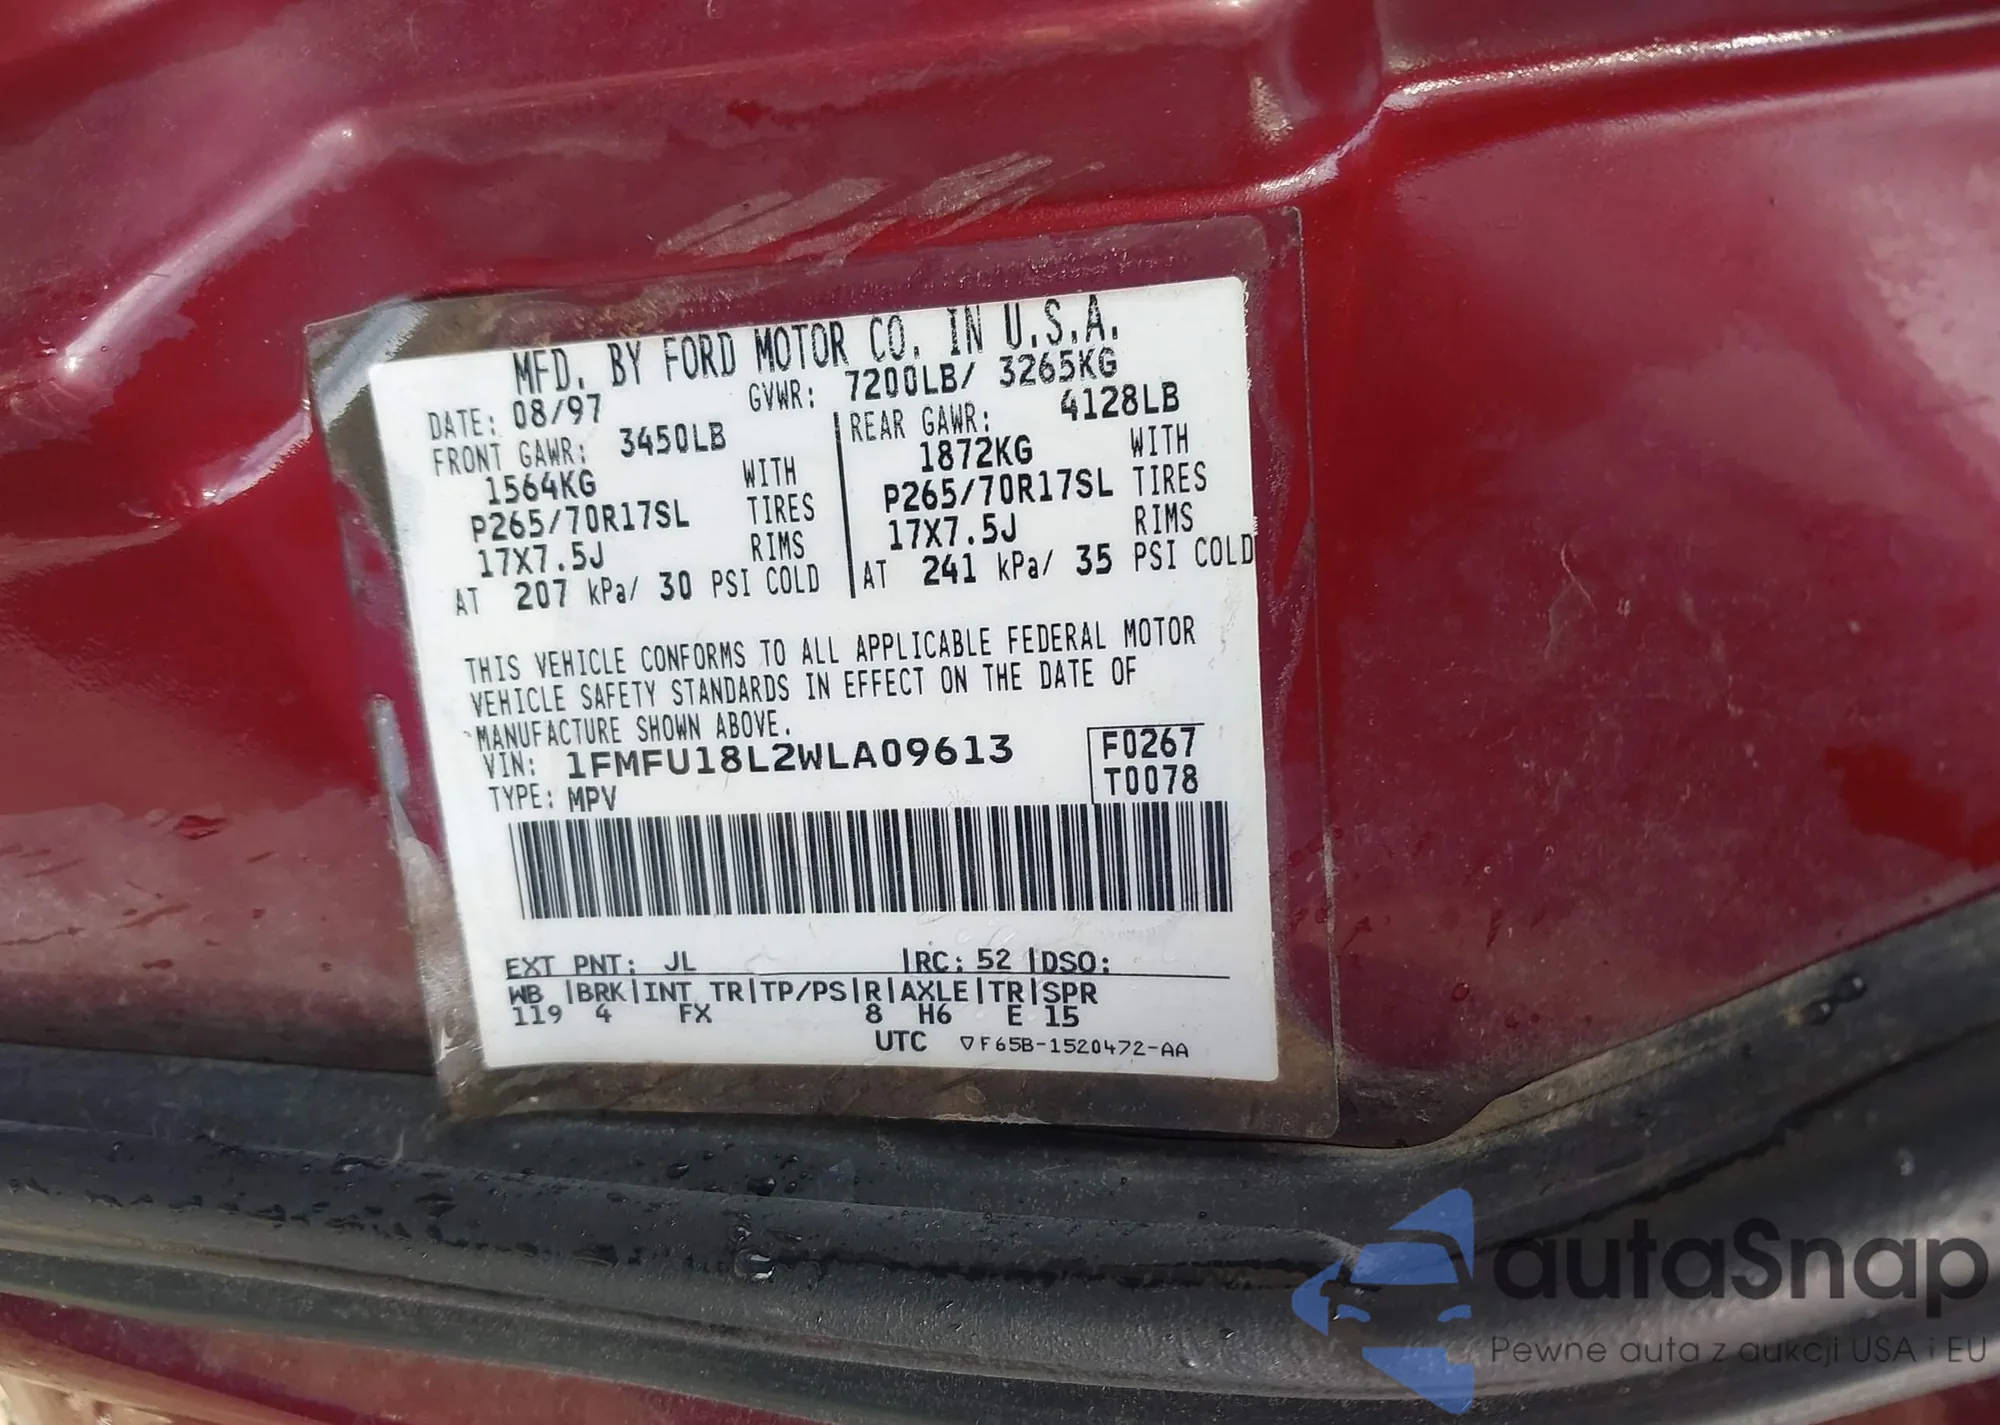 MFD. BY FORD MOTOR CO. IN U.S.A.
DATE: 08/97 GVWR: 7200LB/ 3265KG
FRONT GAWR: 3450LB REAR GAWR: 4128LB
1564KG WITH 1872KG WITH
P265/70R17SL TIRES P265/70R17SL TIRES
17X7.5J RIMS 17X7.5J RIMS
AT 207 kPa/ 30 PSI COLD AT 241 kPa/ 35 PSI COLD
THIS VEHICLE CONFORMS TO ALL APPLICABLE FEDERAL MOTOR
VEHICLE SAFETY STANDARDS IN EFFECT ON THE DATE OF
MANUFACTURE SHOWN ABOVE.
VIN: 1FMFU18L2WLA09613 F0267
TYPE: MPV T0078
EXT PNT: JL |RC: 52 |DSO:
WB |BRK|INT TR|TP/PS|R|AXLE|TR|SPR
119 4 FX 8 H6 E 15
UTC ▽F65B-1520472-AA
autaSnap
Pewne auta z aukcji USA i EU